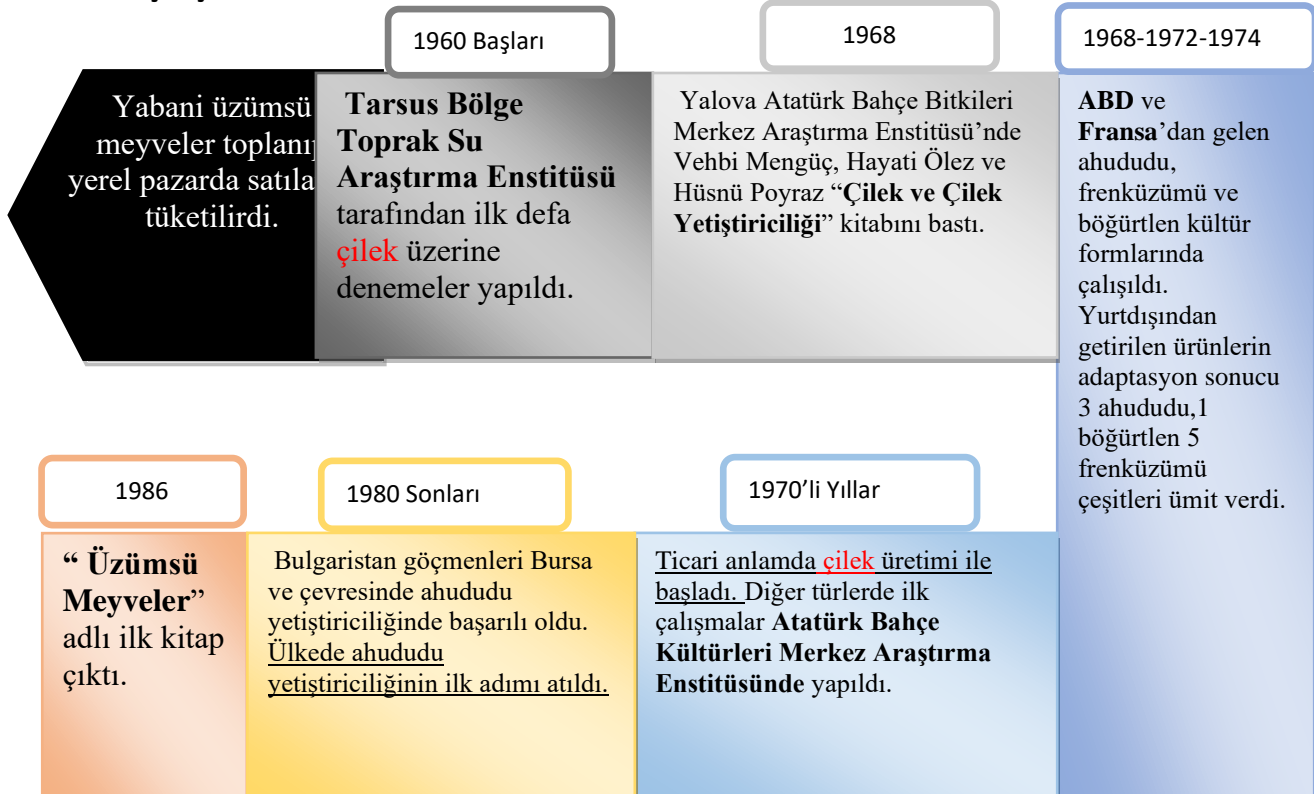 Yabani üzümsü
meyveler toplanıp
yerel pazarda
tüketilirdi.
1960 Başları
Tarsus Bölge
Toprak Su
Araştırma Enstitüsü
tarafından ilk defa
çilek üzerine
denemeler yapıldı.
1968
Yalova Atatürk Bahçe Bitkileri
Merkez Araştırma Enstitüsü’nde
Vehbi Mengüç, Hayati Ölez ve
Hüsnü Poyraz “Çilek ve Çilek
Yetiştiriciliği” kitabını bastı.
1968-1972-1974
ABD ve
Fransa’dan gelen
ahududu,
frenküzümü ve
böğürtlen kültür
formlarında
çalışıldı.
Yurtdışından
getirilen ürünlerin
adaptasyon sonucu
3 ahududu,1
böğürtlen 5
frenküzümü
çeşitleri ümit verdi.
1970’li Yıllar
Ticari anlamda çilek üretimi ile
başladı. Diğer türlerde ilk
çalışmalar Atatürk Bahçe
Kültürleri Merkez Araştırma
Enstitüsünde yapıldı.
1980 Sonları
Bulgaristan göçmenleri Bursa
ve çevresinde ahududu
yetiştiriciliğinde başarılı oldu.
Ülkede ahududu
yetiştiriciliğinin ilk adımı atıldı.
1986
“ Üzümsü
Meyveler”
adlı ilk kitap
çıktı.